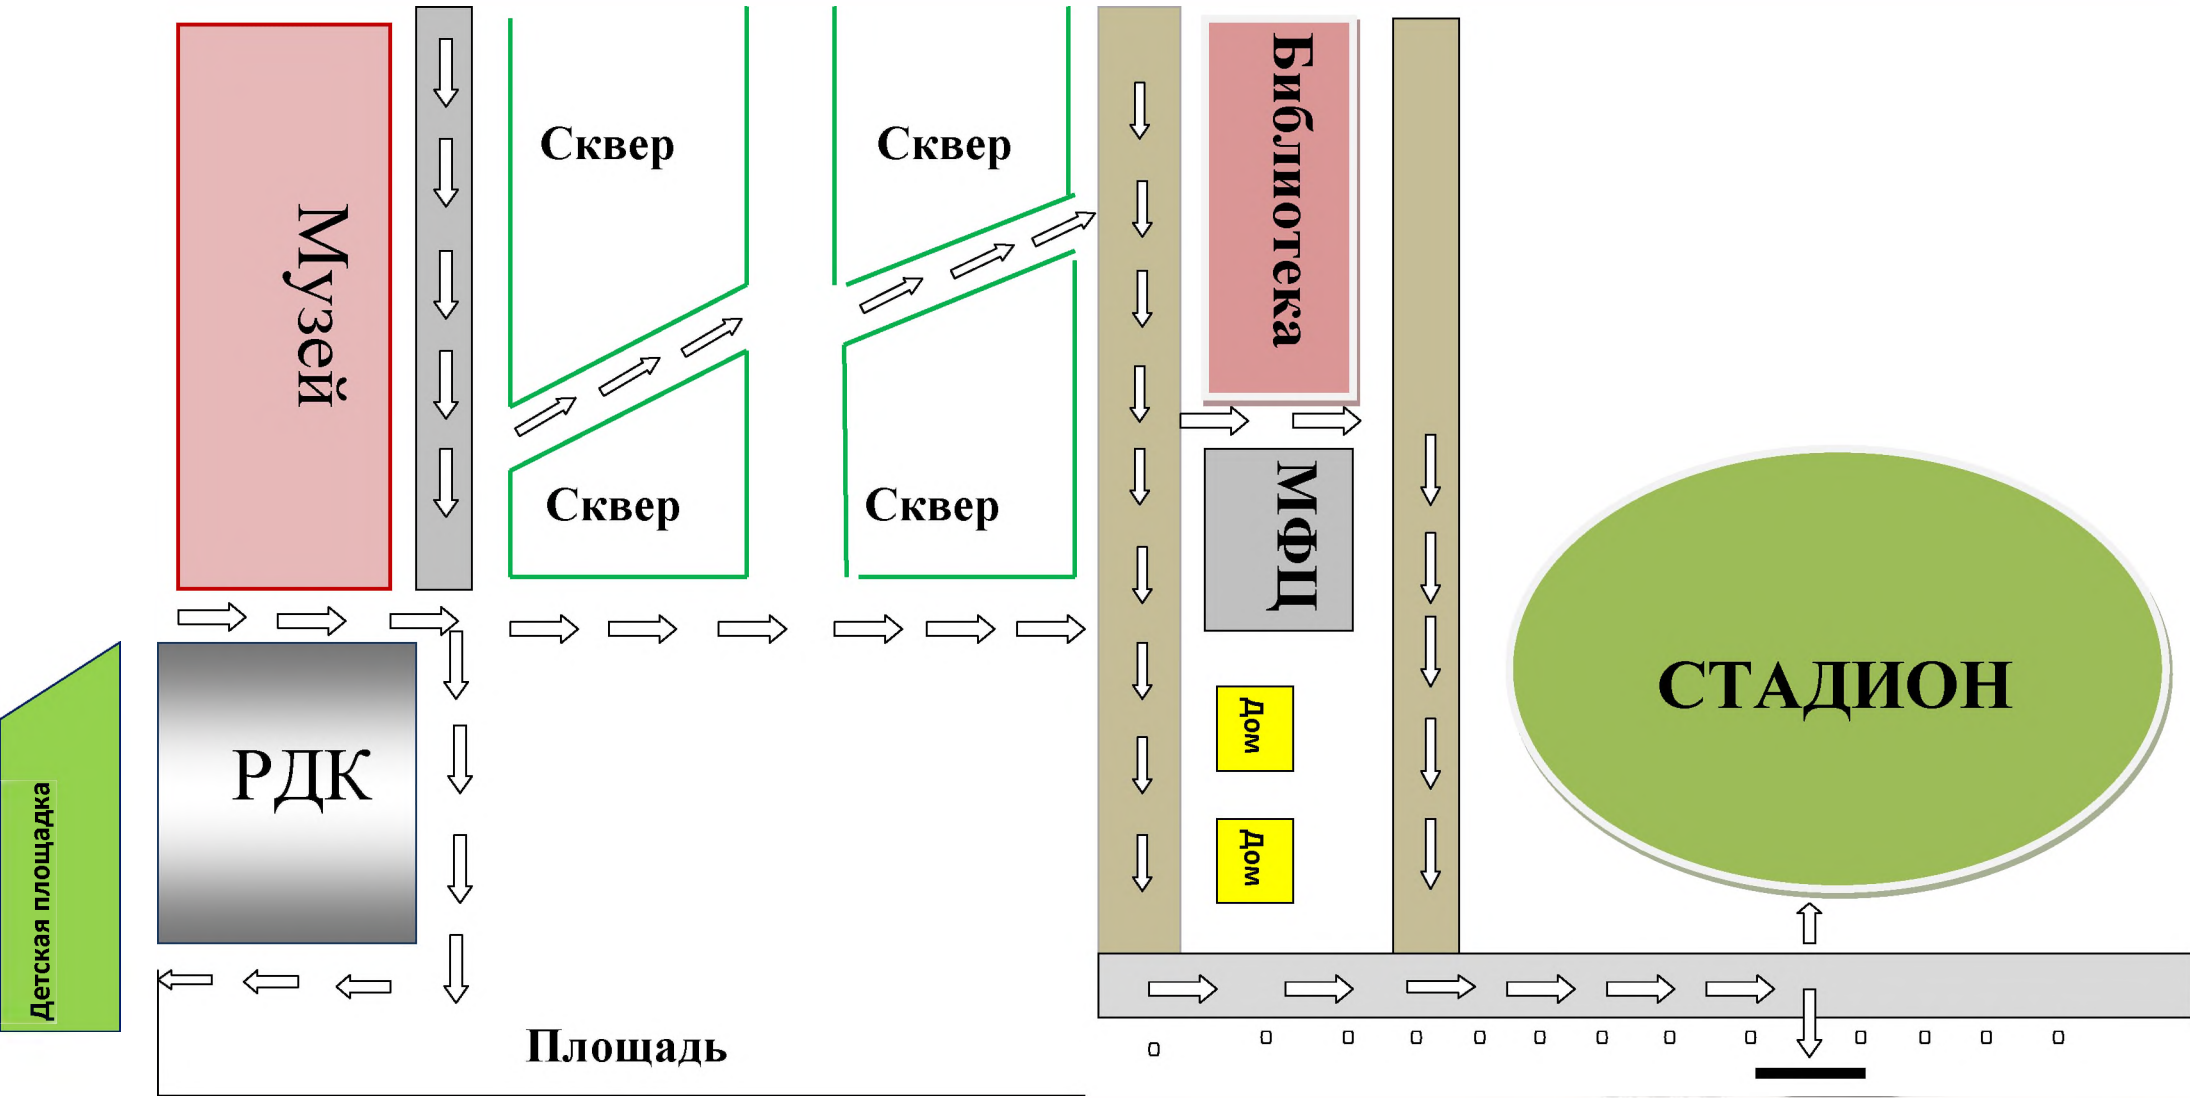 Сквер
Сквер
Библиотека
Музей
Сквер
Сквер
МФЦ
СТАДИОН
Дом
РДК
Дом
Детская площадка
Площадь